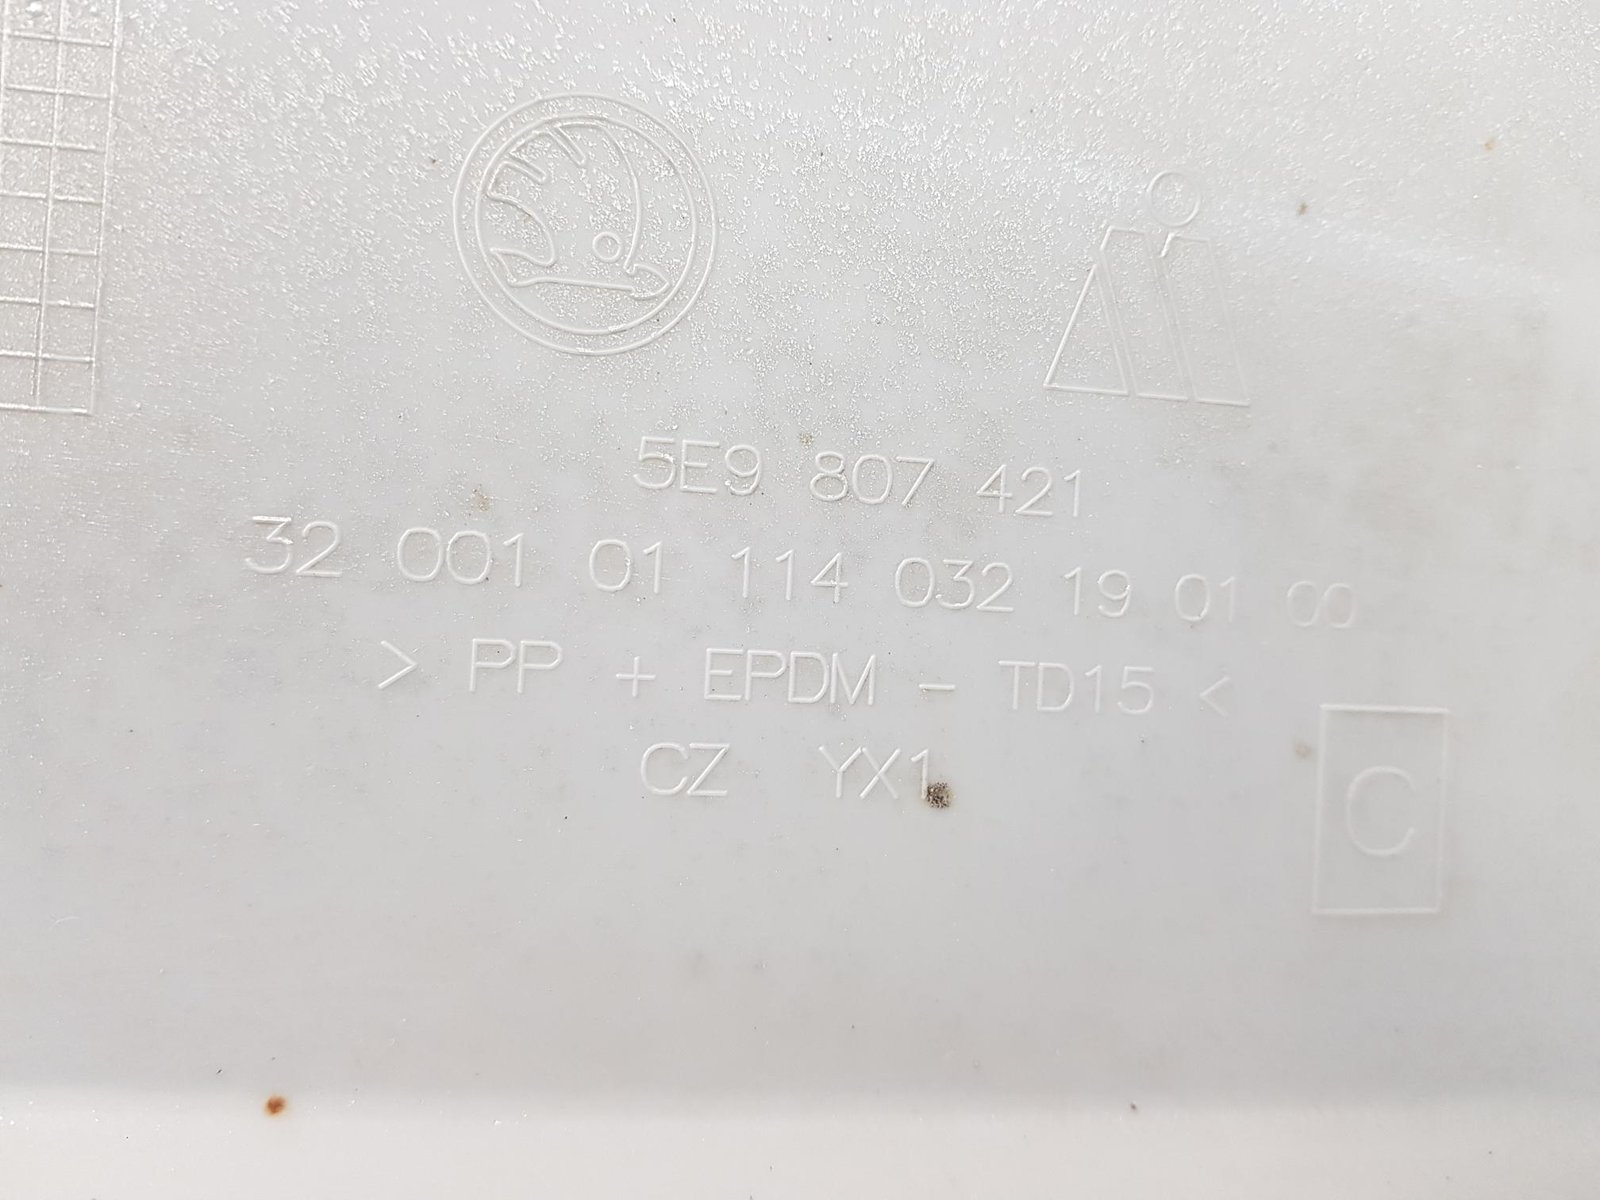 5E9 807 421
32 001 01 114 032 19 01 00
> PP + EPDM - TD15 <
CZ YX1
C